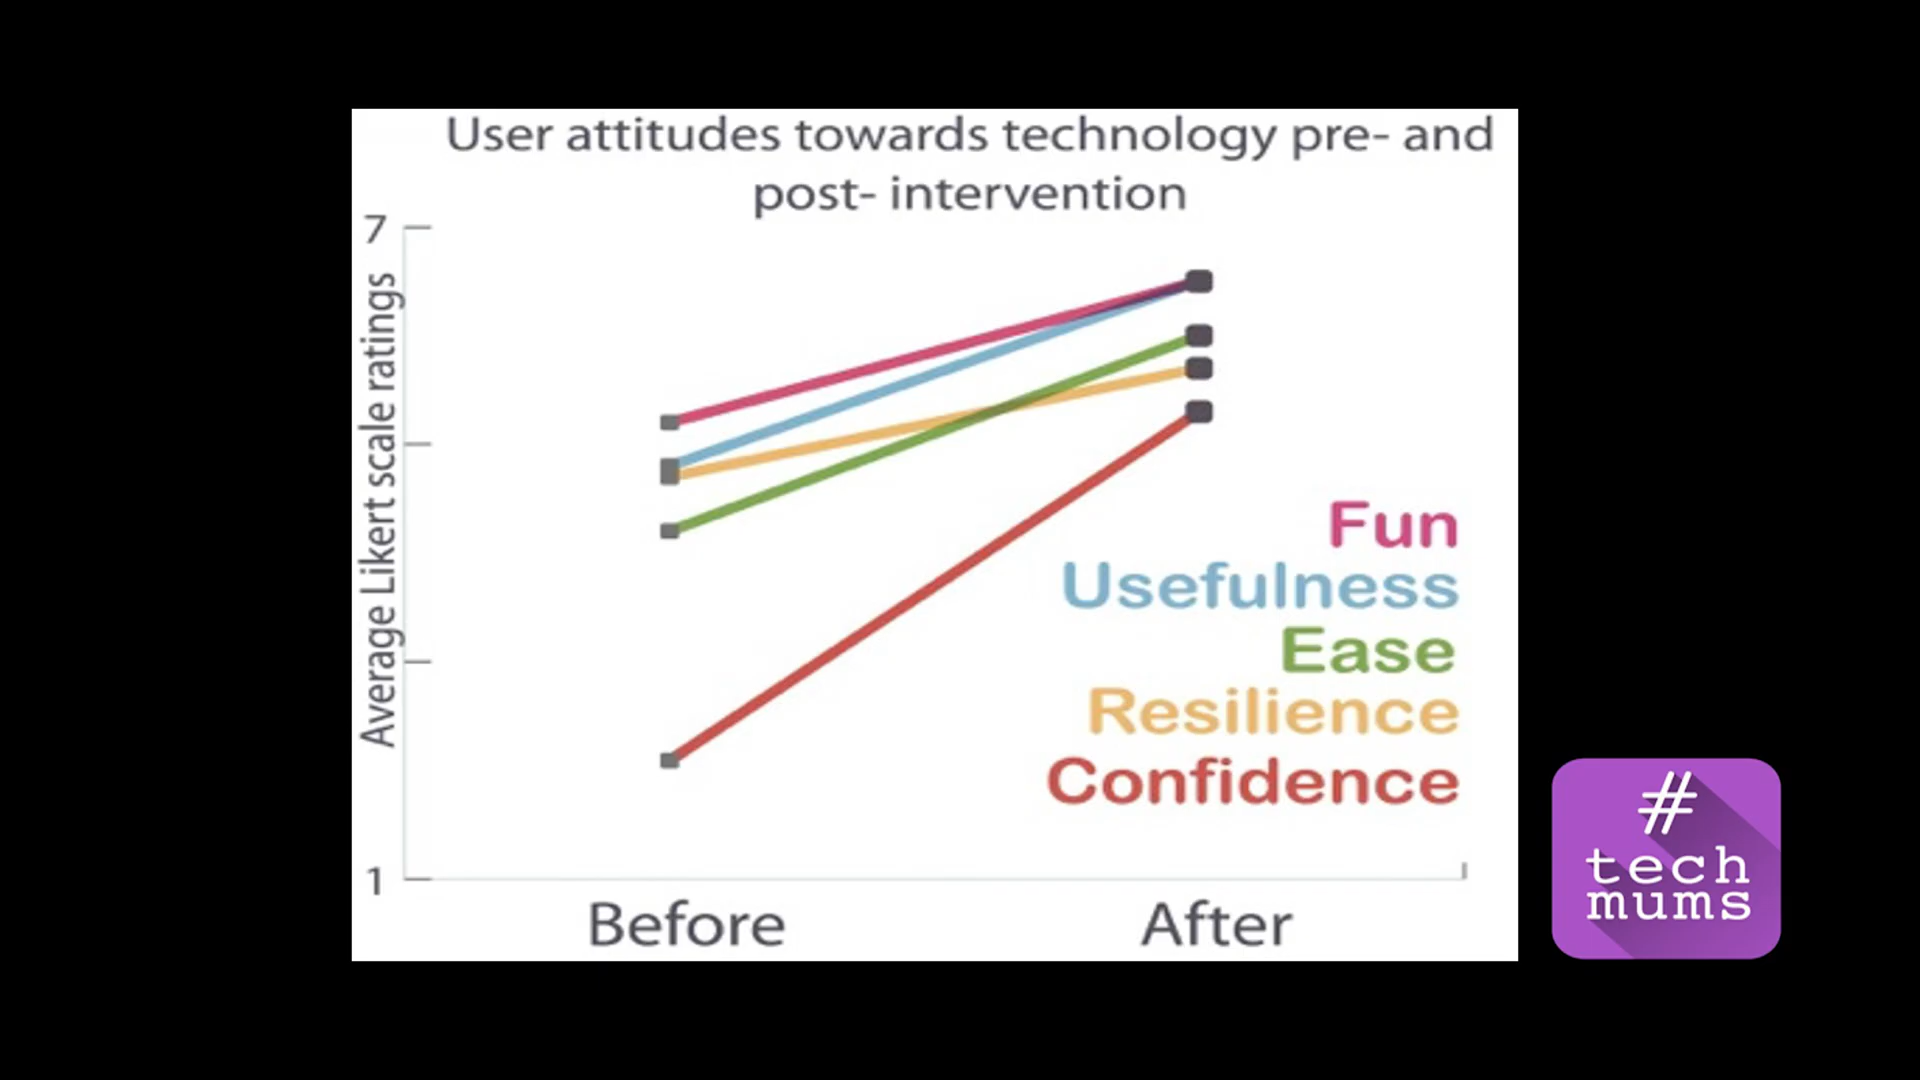 User attitudes towards technology pre- and
post- intervention
7
Average Likert scale ratings
Fun
Usefulness
Ease
Resilience
Confidence
1
Before
After
#
tech
mums